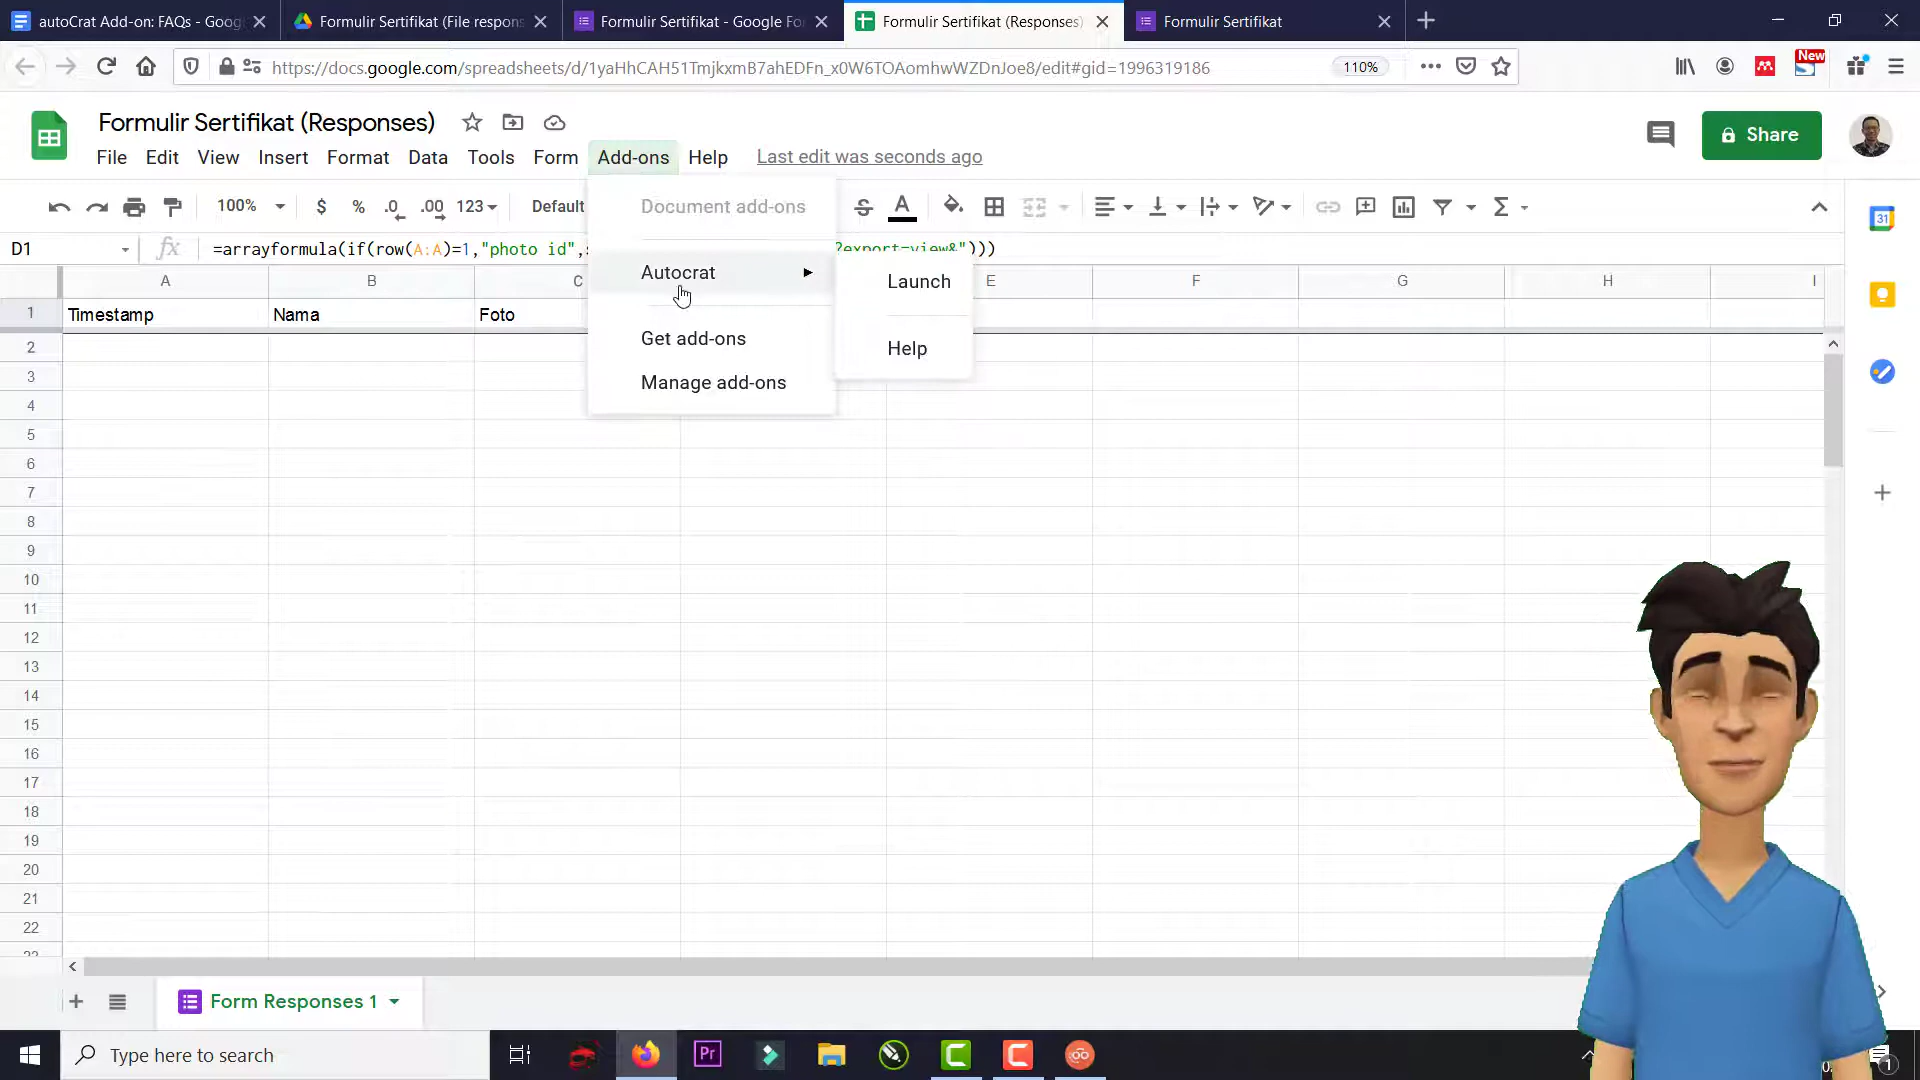 autoCrat Add-on: FAQs - Goog
Formulir Sertifikat (File respons
Formulir Sertifikat - Google Fo
Formulir Sertifikat (Responses)
Formulir Sertifikat
https://docs.google.com/spreadsheets/d/1yaHhCAH51TmjkxmB7ahEDFn_x0W6TOAomhwWZDnJoe8/edit#gid=1996319186
110%
New
Formulir Sertifikat (Responses)
Share
File Edit View Insert Format Data Tools Form Add-ons Help Last edit was seconds ago
100% $ % .0 .00 123 Default
Document add-ons
D1
fx
=arrayformula(if(row(A:A)=1,"photo id",
?export=view&")))
Autocrat
Launch
Help
Get add-ons
Manage add-ons
A B C E F G H I
1 Timestamp Nama Foto
2
3
4
5
6
7
8
9
10
11
12
13
14
15
16
17
18
19
20
21
22
Form Responses 1
Type here to search
Pr
1